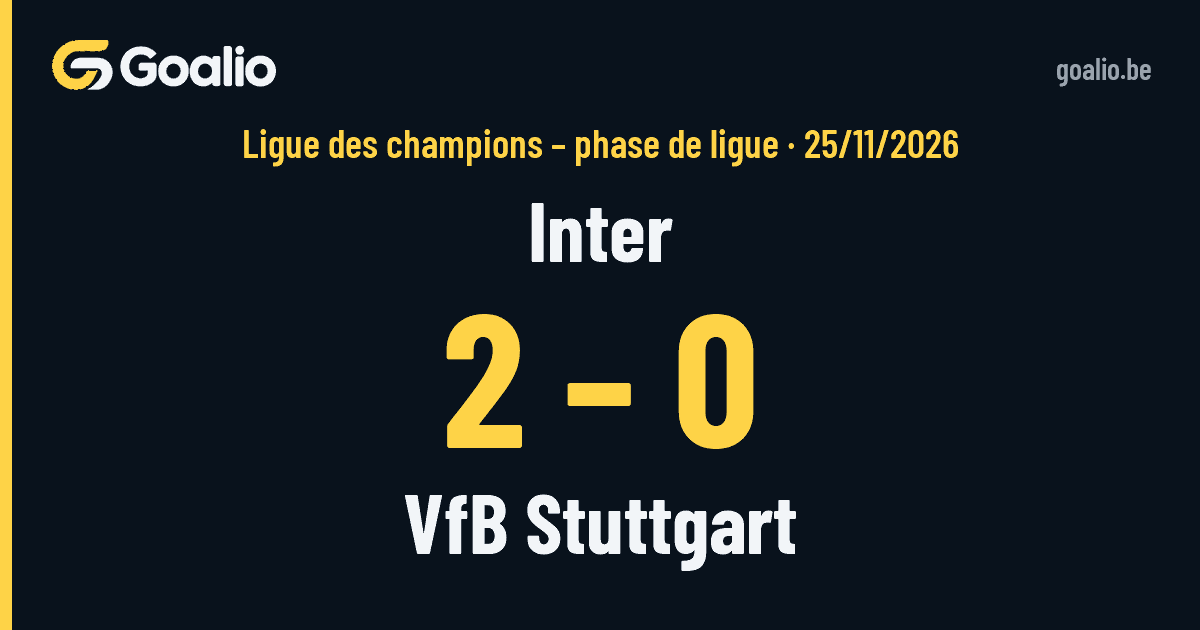 Goalio
goalio.be
Ligue des champions – phase de ligue · 25/11/2026
Inter
2 – 0
VfB Stuttgart